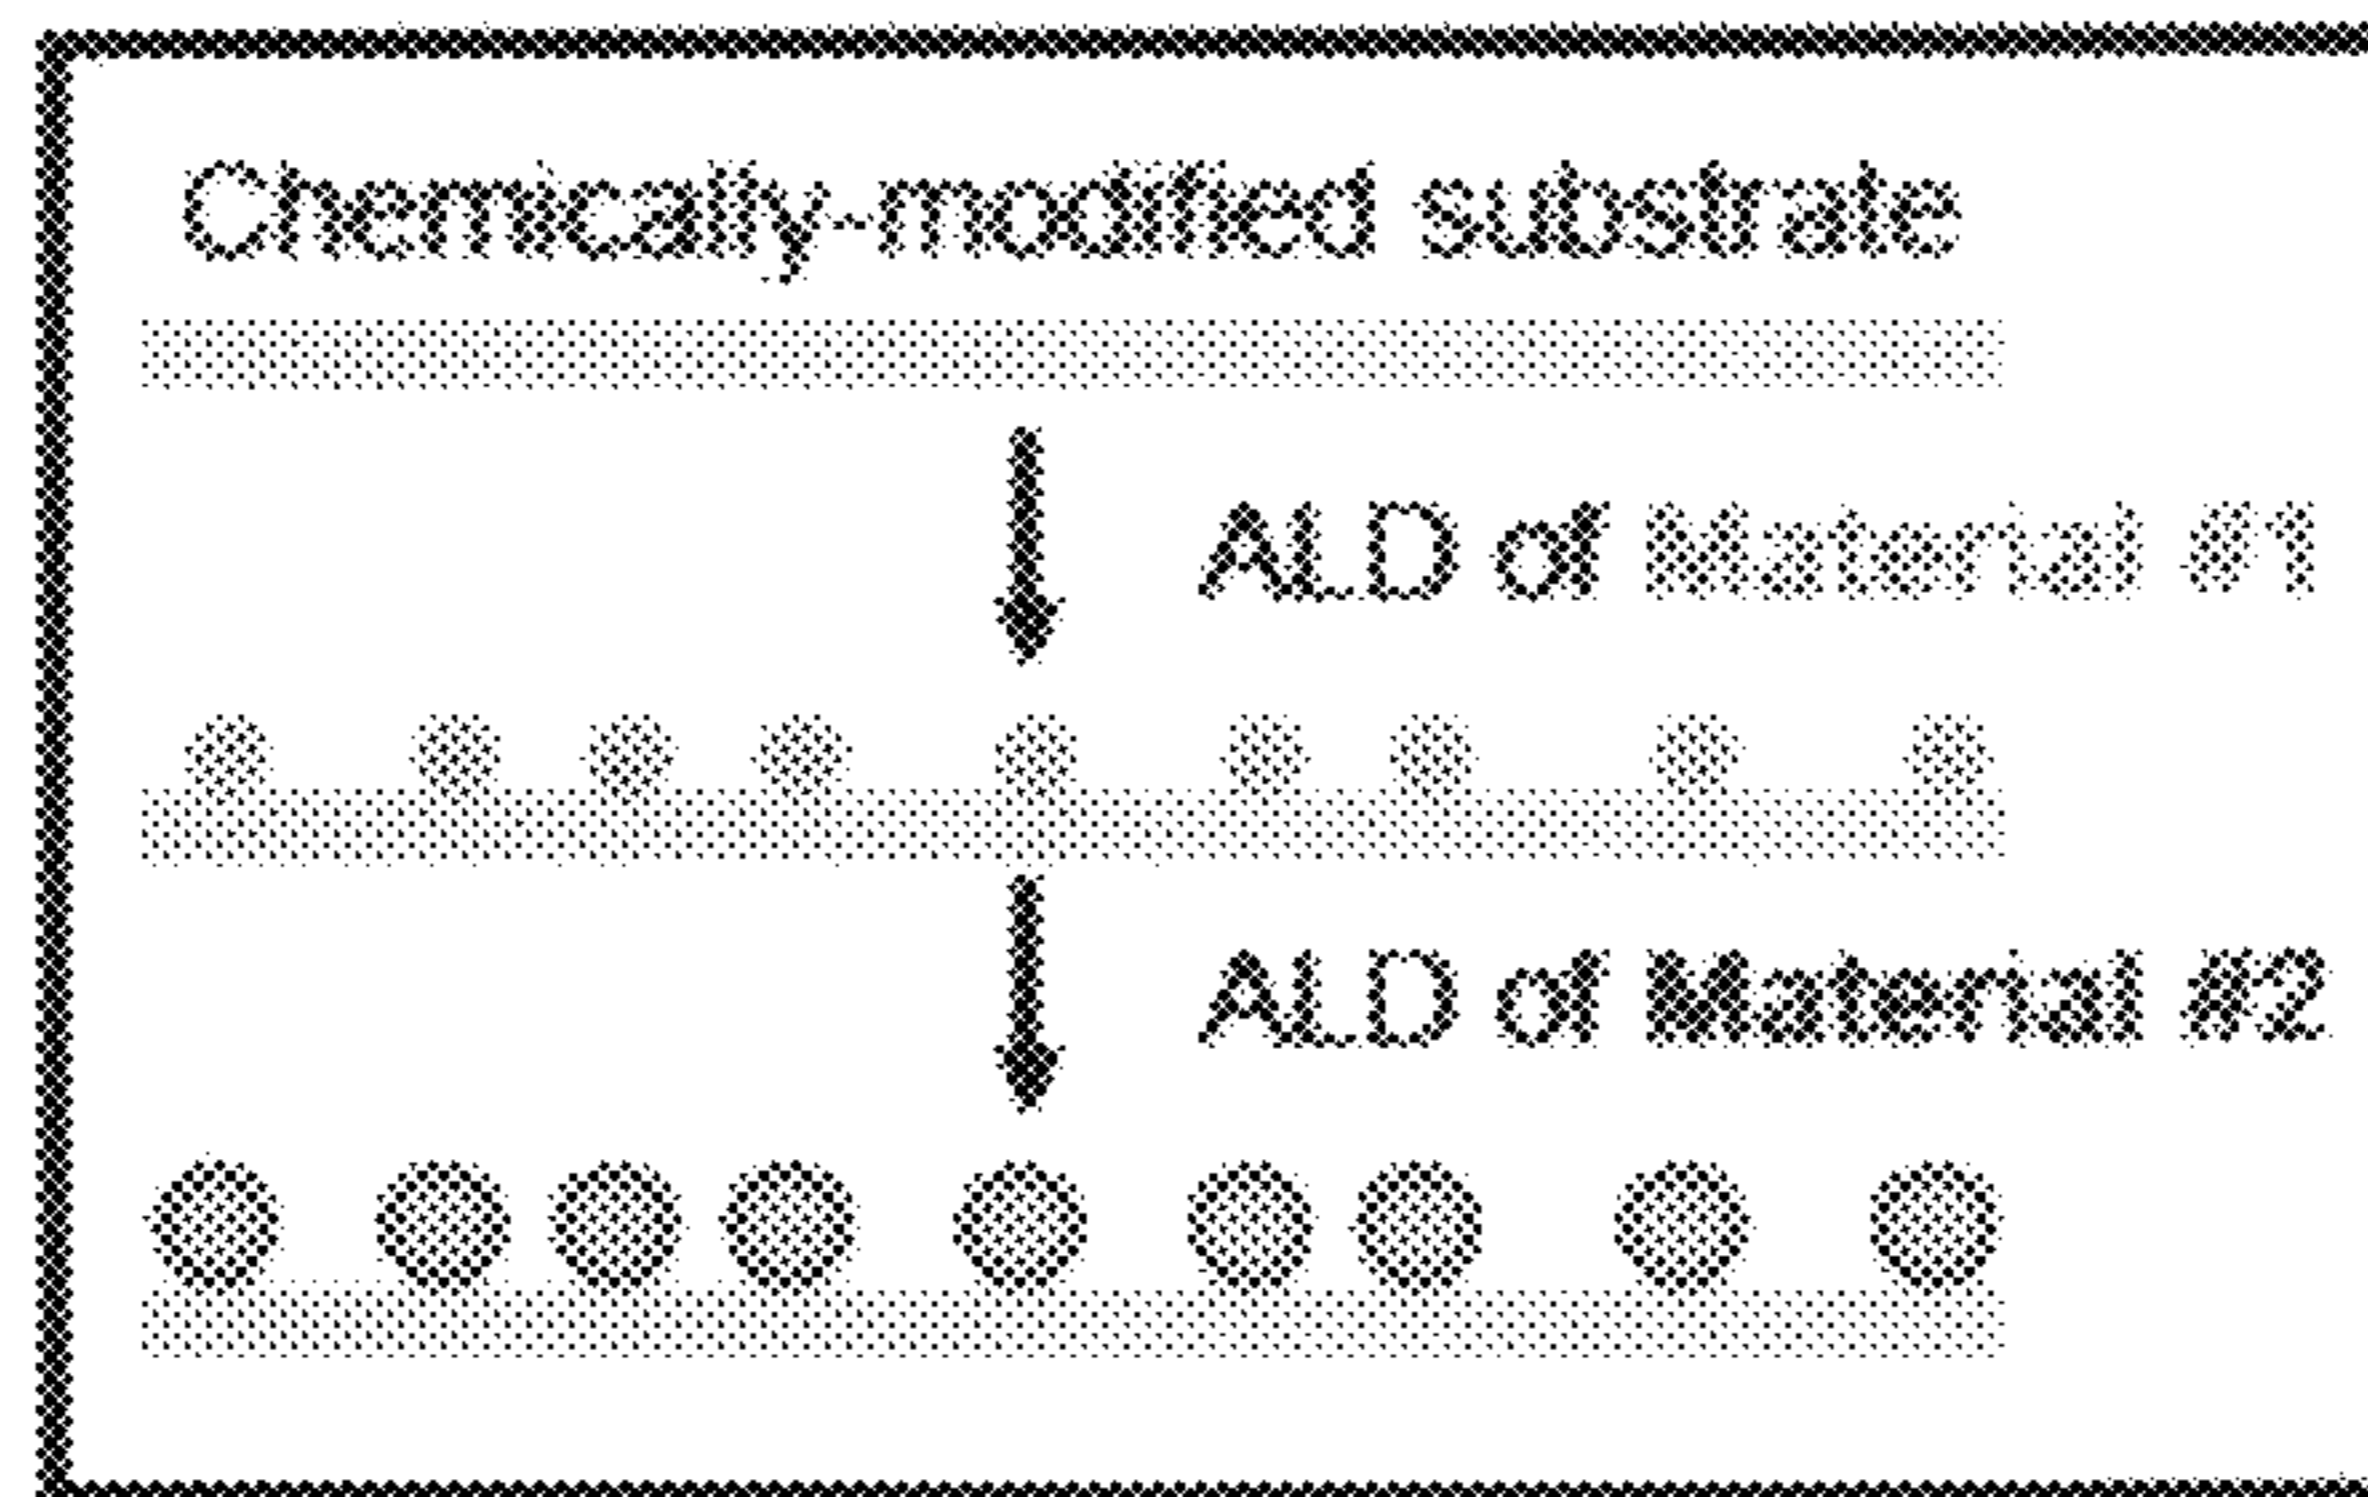 Chemically-modified substrate
ALD of Material #1
ALD of Material #2